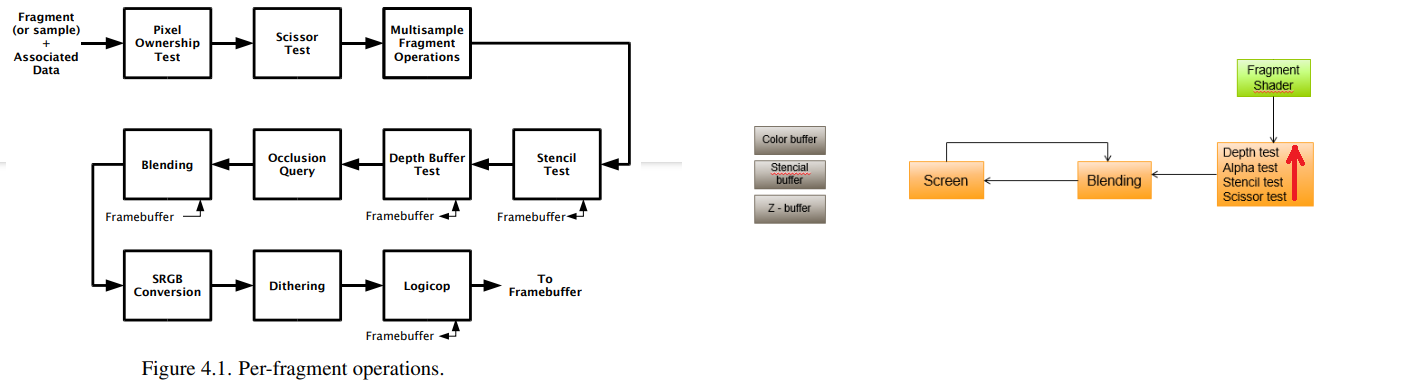 Fragment
(or sample)
+
Associated
Data
Pixel
Ownership
Test
Scissor
Test
Multisample
Fragment
Operations
Blending
Occlusion
Query
Depth Buffer
Test
Stencil
Test
Framebuffer
Framebuffer
Framebuffer
SRGB
Conversion
Dithering
Logicop
To
Framebuffer
Framebuffer
Figure 4.1. Per-fragment operations.
Color buffer
Stencial
buffer
Z - buffer
Fragment
Shader
Screen
Blending
Depth test
Alpha test
Stencil test
Scissor test